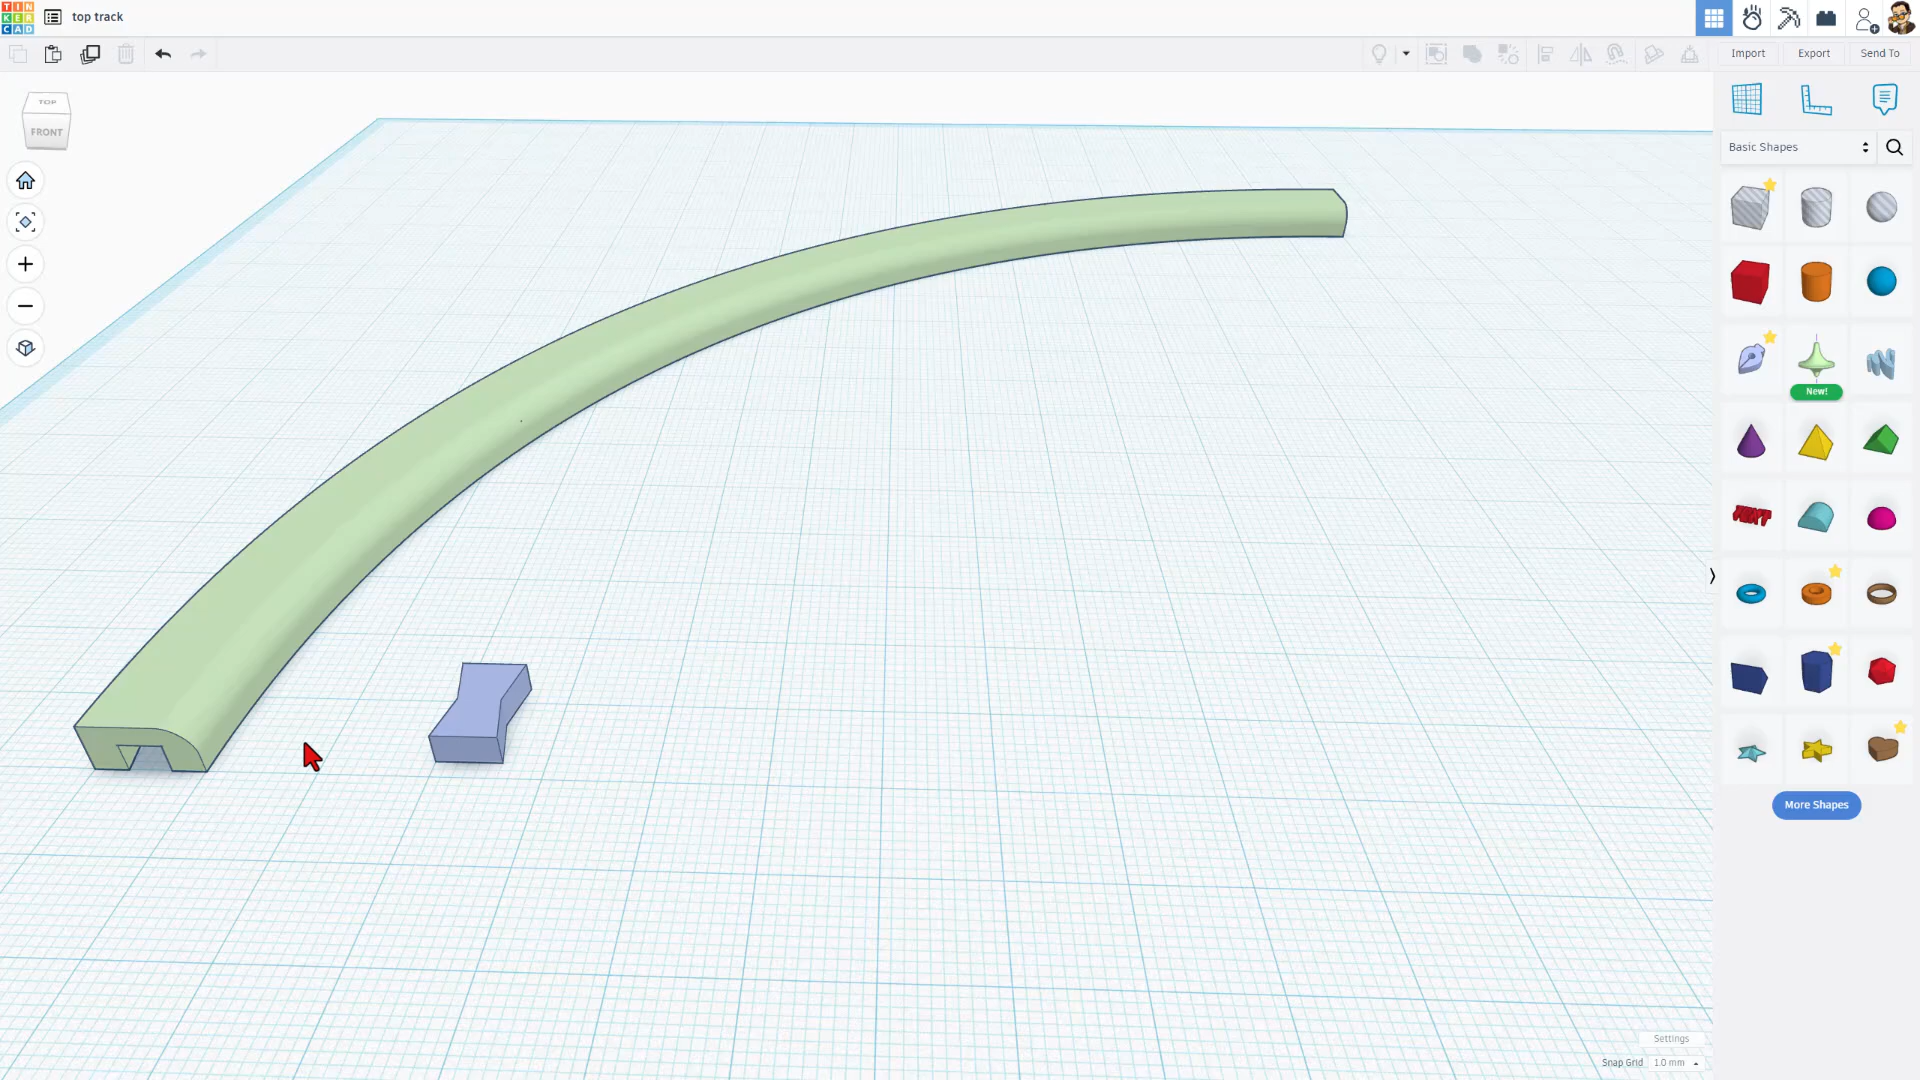 TIN
KER
CAD
top track
Import
Export
Send To
TOP
FRONT
Basic Shapes
New!
TEXT
More Shapes
Settings
Snap Grid 1.0 mm